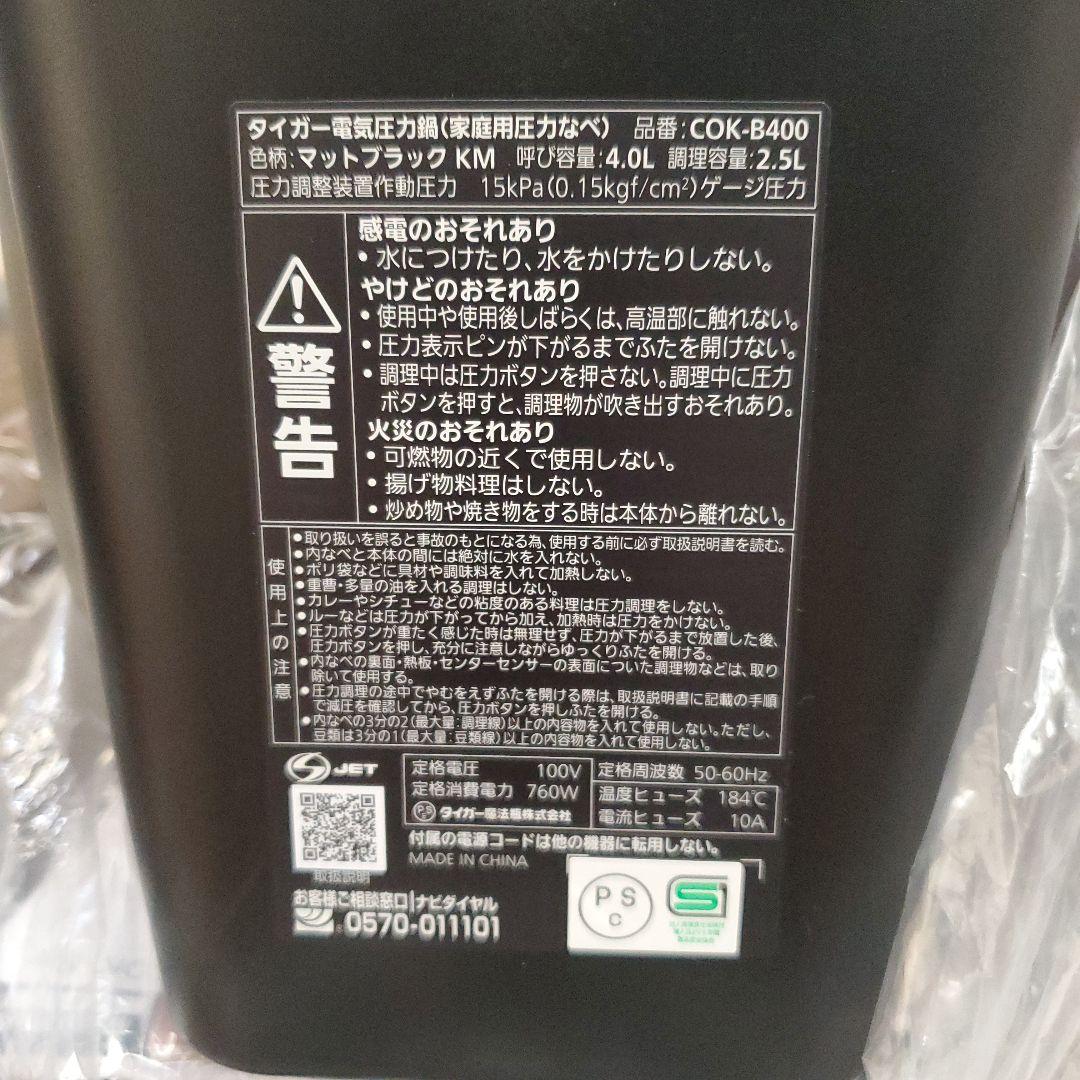 タイガー電気圧力鍋(家庭用圧力なべ) 品番:COK-B400
色柄:マットブラック KM 呼び容量:4.0L 調理容量:2.5L
圧力調整装置作動圧力 15kPa(0.15kgf/cm²)ゲージ圧力
警告
感電のおそれあり
•水につけたり、水をかけたりしない。
やけどのおそれあり
•使用中や使用後しばらくは、高温部に触れない。
•圧力表示ピンが下がるまでふたを開けない。
•調理中は圧力ボタンを押さない。調理中に圧力
ボタンを押すと、調理物が吹き出すおそれあり。
火災のおそれあり
•可燃物の近くで使用しない。
•揚げ物料理はしない。
•炒め物や焼き物をする時は本体から離れない。
使用上の注意
●取り扱いを誤ると事故のもとになる為、使用する前に必ず取扱説明書を読む。
●内なべと本体の間には絶対に水を入れない。
●ポリ袋などに具材や調味料を入れて加熱しない。
●重曹・多量の油を入れる調理はしない。
●カレーやシチューなどの粘度のある料理は圧力調理をしない。
●ルーなどは圧力が下がってから加え、加熱時は圧力をかけない。
●圧力ボタンが重たく感じた時は無理せず、圧力が下がるまで放置した後、
圧力ボタンを押し、充分に注意しながらゆっくりふたを開ける。
●内なべの裏面・熱板・センターセンサーの表面についた調理物などは、取り
除いて使用する。
●圧力調理の途中でやむをえずふたを開ける際は、取扱説明書に記載の手順
で減圧を確認してから、圧力ボタンを押しふたを開ける。
●内なべの3分の2(最大量:調理線)以上の内容物を入れて使用しない。ただし、
豆類は3分の1(最大量:豆類線)以上の内容物を入れて使用しない。
S JET
定格電圧 100V
定格消費電力 760W
PS タイガー魔法瓶株式会社
定格周波数 50-60Hz
温度ヒューズ 184℃
電流ヒューズ 10A
付属の電源コードは他の機器に転用しない。
MADE IN CHINA
取扱説明
お客様ご相談窓口|ナビダイヤル
0570-011101
PS
C